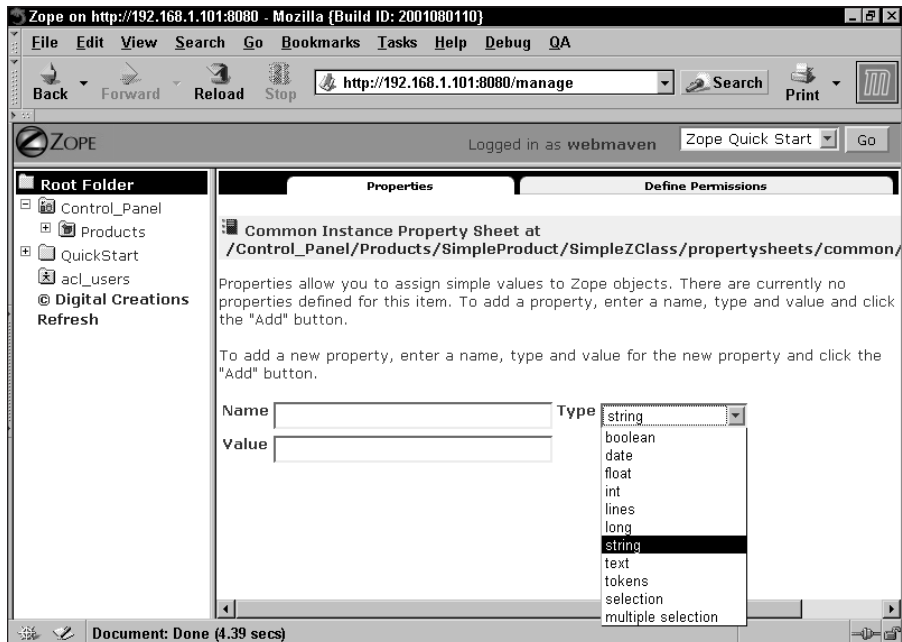 Zope on http://192.168.1.101:8080 - Mozilla {Build ID: 2001080110}
File Edit View Search Go Bookmarks Tasks Help Debug QA
Back Forward Reload Stop http://192.168.1.101:8080/manage Search Print
ZOPE Logged in as webmaven Zope Quick Start Go
Root Folder
Control_Panel
Products
QuickStart
acl_users
© Digital Creations
Refresh
Properties Define Permissions
Common Instance Property Sheet at
/Control_Panel/Products/SimpleProduct/SimpleZClass/propertysheets/common/
Properties allow you to assign simple values to Zope objects. There are currently no
properties defined for this item. To add a property, enter a name, type and value and click
the "Add" button.
To add a new property, enter a name, type and value for the new property and click the
"Add" button.
Name Type string
Value
boolean
date
float
int
lines
long
string
text
tokens
selection
multiple selection
Document: Done (4.39 secs)